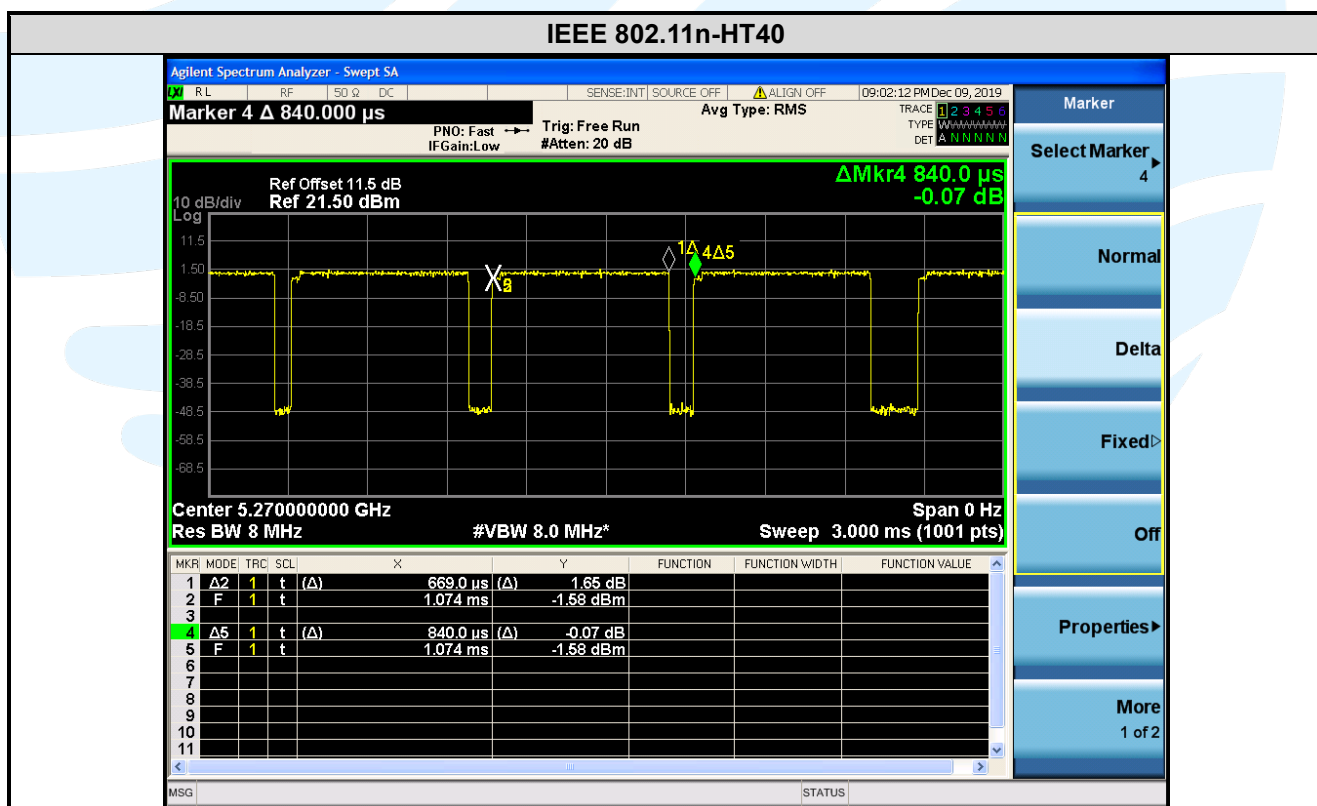 IEEE 802.11n-HT40
Agilent Spectrum Analyzer - Swept SA
LXI RL RF 50 Ω DC SENSE:INT SOURCE OFF ALIGN OFF 09:02:12 PM Dec 09, 2019
Marker 4 Δ 840.000 µs
PNO: Fast
IFGain:Low
Trig: Free Run
#Atten: 20 dB
Avg Type: RMS
TRACE 1 2 3 4 5 6
TYPE WWWWWW
DET A N N N N N
ΔMkr4 840.0 µs
-0.07 dB
Ref Offset 11.5 dB
10 dB/div Ref 21.50 dBm
Log
11.5
1.50
-8.50
-18.5
-28.5
-38.5
-48.5
-58.5
-68.5
1Δ 4Δ5
Center 5.270000000 GHz Span 0 Hz
Res BW 8 MHz #VBW 8.0 MHz* Sweep 3.000 ms (1001 pts)
MKR MODE TRC SCL X Y FUNCTION FUNCTION WIDTH FUNCTION VALUE
1 Δ2 1 t (Δ) 669.0 µs (Δ) 1.65 dB
2 F 1 t 1.074 ms -1.58 dBm
3
4 Δ5 1 t (Δ) 840.0 µs (Δ) -0.07 dB
5 F 1 t 1.074 ms -1.58 dBm
6
7
8
9
10
11
MSG STATUS
Marker
Select Marker
4
Normal
Delta
Fixed
Off
Properties
More
1 of 2